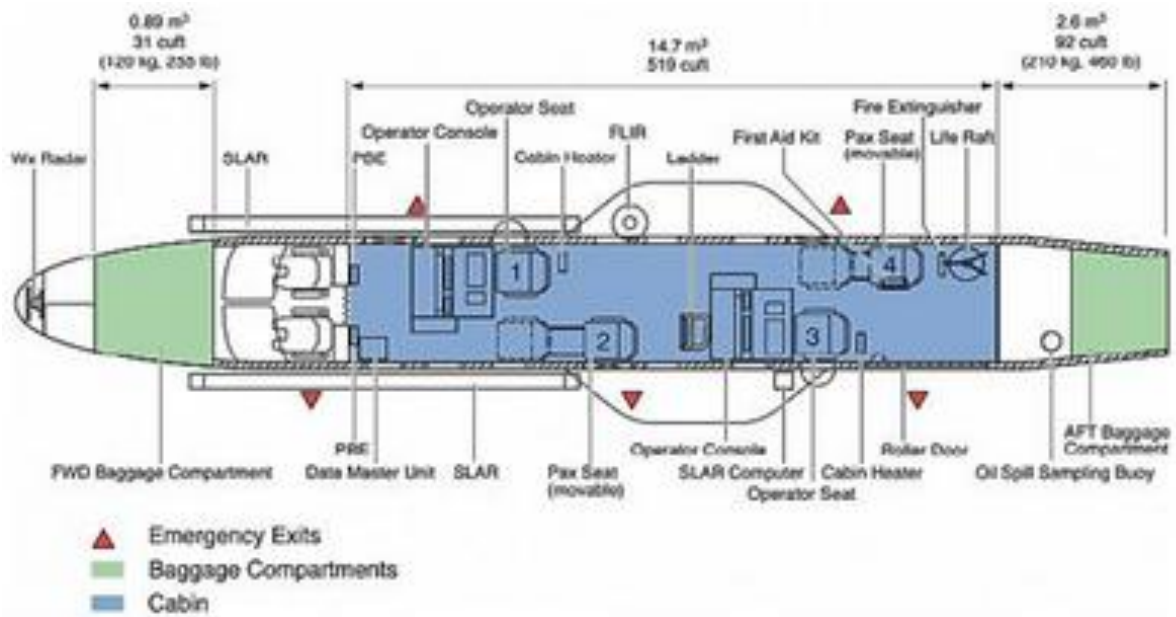 0.89 m³
31 cuft
(120 kg, 255 lb)
14.7 m³
519 cuft
2.6 m³
92 cuft
(210 kg, 460 lb)
Operator Seat
Fire Extinguisher
Operator Console
FLIR
First Aid Kit
Pax Seat
(movable)
Life Raft
Wx Radar
SLAR
PBE
Cabin Heater
Ladder
1
4
2
3
PBE
Operator Console
Roller Door
AFT Baggage
Compartment
FWD Baggage Compartment
Data Master Unit
SLAR
Pax Seat
(movable)
SLAR Computer
Cabin Heater
Oil Spill Sampling Buoy
Operator Seat
Emergency Exits
Baggage Compartments
Cabin